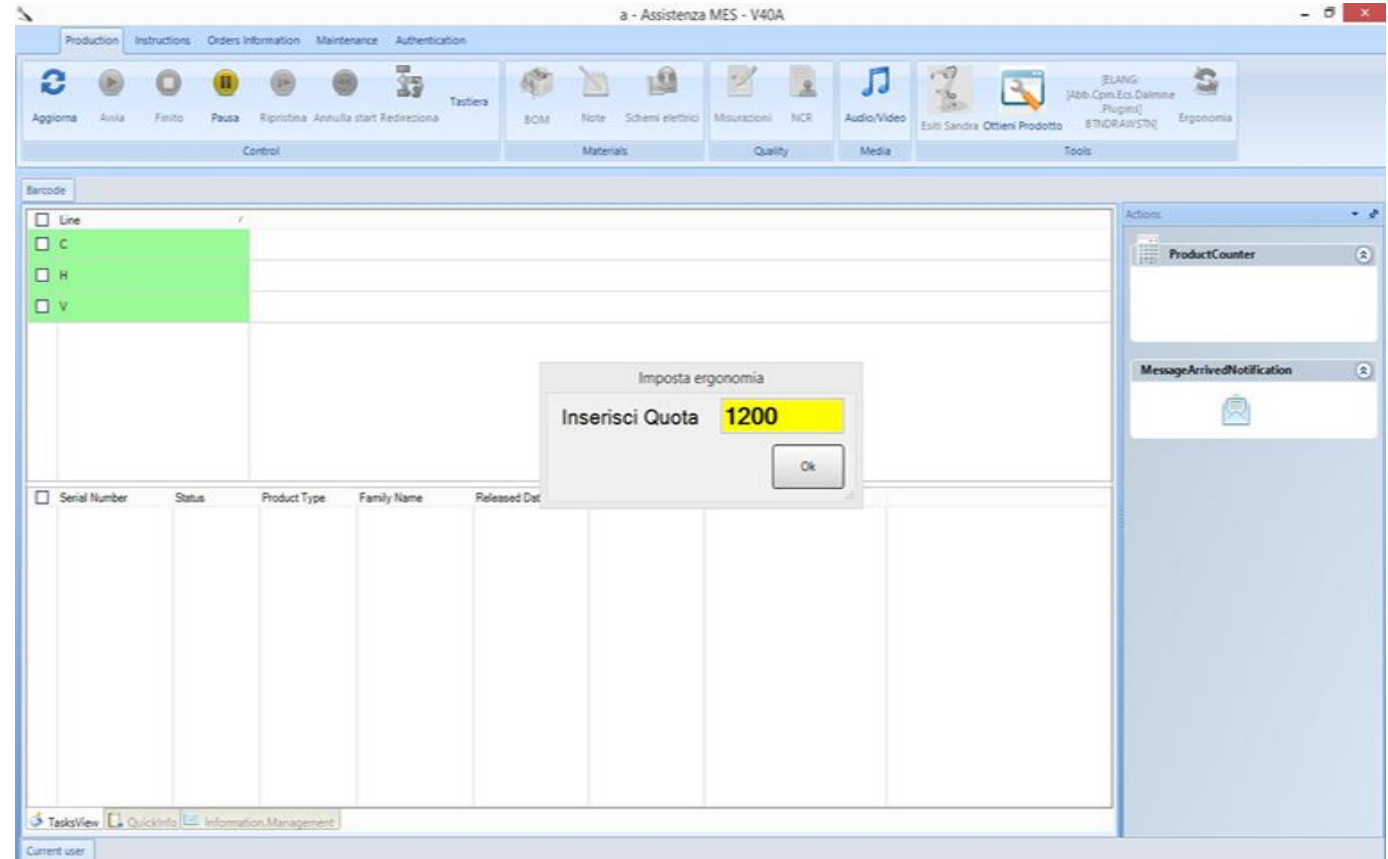 a - Assistenza MES - V40A
Production Instructions Orders Information Maintenance Authentication
Aggiorna Avvia Finito Pausa Ripristina Annulla start Redireziona Tastiera
BOM Note Schemi elettrici Misurazioni NCR Audio/Video Esiti Sandra Ottieni Prodotto
[ELANG:
[Abb.Cpm.Ecs.Dalmine
.Plugins]
BTNDRAWSTN]
Ergonomia
Control Materials Quality Media Tools
Barcode
Line
C
H
V
Actions
ProductCounter
MessageArrivedNotification
Imposta ergonomia
Inserisci Quota 1200
Ok
Serial Number Status Product Type Family Name Released Dat
TasksView QuickInfo Information.Management
Current user